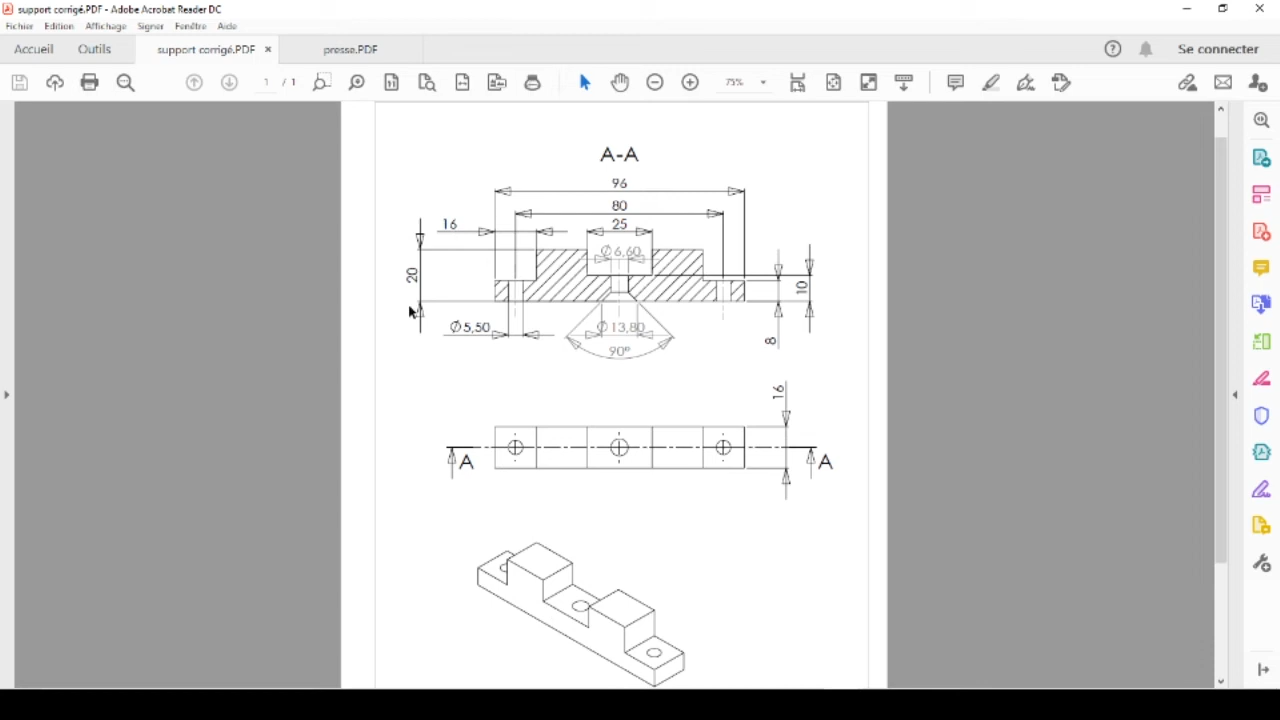 support corrigé.PDF - Adobe Acrobat Reader DC
Fichier Edition Affichage Signer Fenêtre Aide
Accueil Outils support corrigé.PDF × presse.PDF Se connecter
1 / 1 75%
A-A
96
80
16 25
Ø 6,60
20
10
Ø5,50 Ø 13,80
8
90°
16
A A